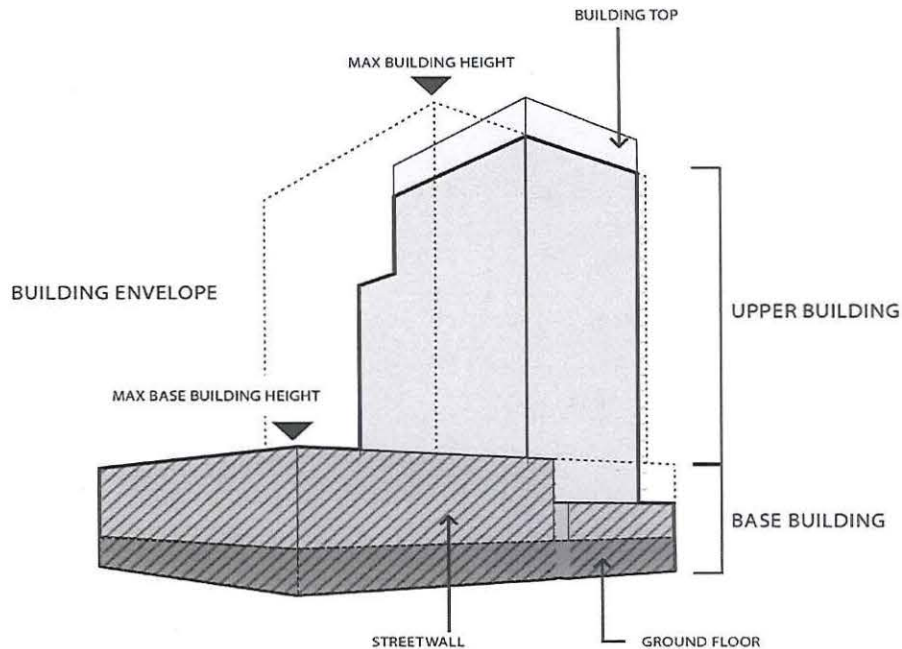 BUILDING TOP
MAX BUILDING HEIGHT
BUILDING ENVELOPE
UPPER BUILDING
MAX BASE BUILDING HEIGHT
BASE BUILDING
STREETWALL
GROUND FLOOR